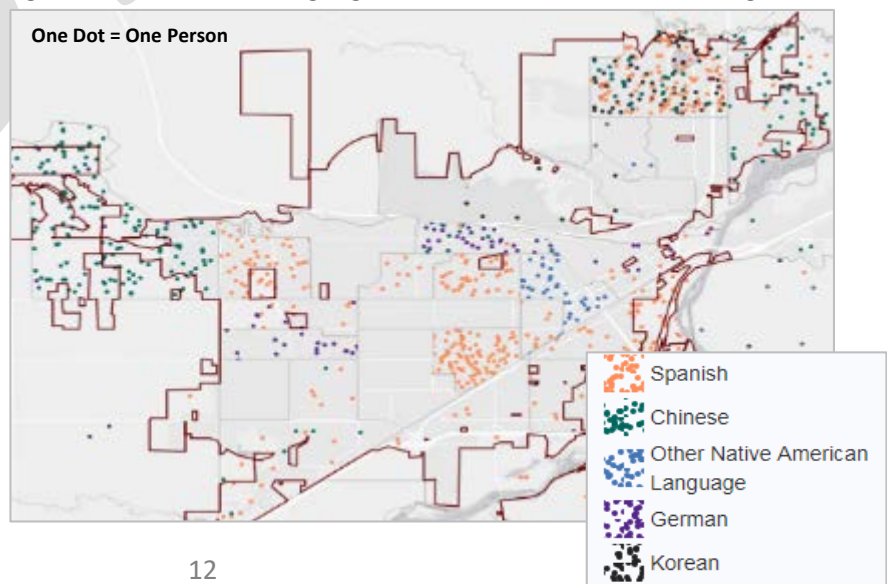 One Dot = One Person
Spanish
Chinese
Other Native American
Language
German
Korean
12